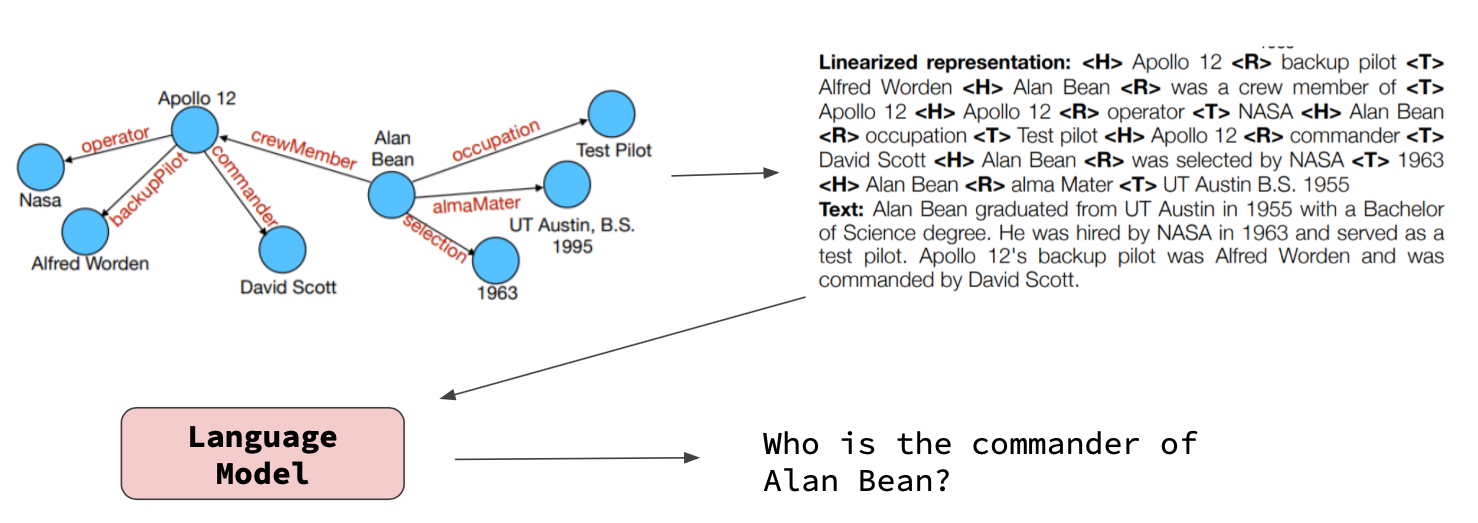 Apollo 12
operator
crewMember
Alan
Bean
occupation
Test Pilot
Nasa
backupPilot
commander
almaMater
UT Austin, B.S.
1995
selection
Alfred Worden
David Scott
1963
Linearized representation: <H> Apollo 12 <R> backup pilot <T>
Alfred Worden <H> Alan Bean <R> was a crew member of <T>
Apollo 12 <H> Apollo 12 <R> operator <T> NASA <H> Alan Bean
<R> occupation <T> Test pilot <H> Apollo 12 <R> commander <T>
David Scott <H> Alan Bean <R> was selected by NASA <T> 1963
<H> Alan Bean <R> alma Mater <T> UT Austin B.S. 1955
Text: Alan Bean graduated from UT Austin in 1955 with a Bachelor
of Science degree. He was hired by NASA in 1963 and served as a
test pilot. Apollo 12's backup pilot was Alfred Worden and was
commanded by David Scott.
Language
Model
Who is the commander of
Alan Bean?